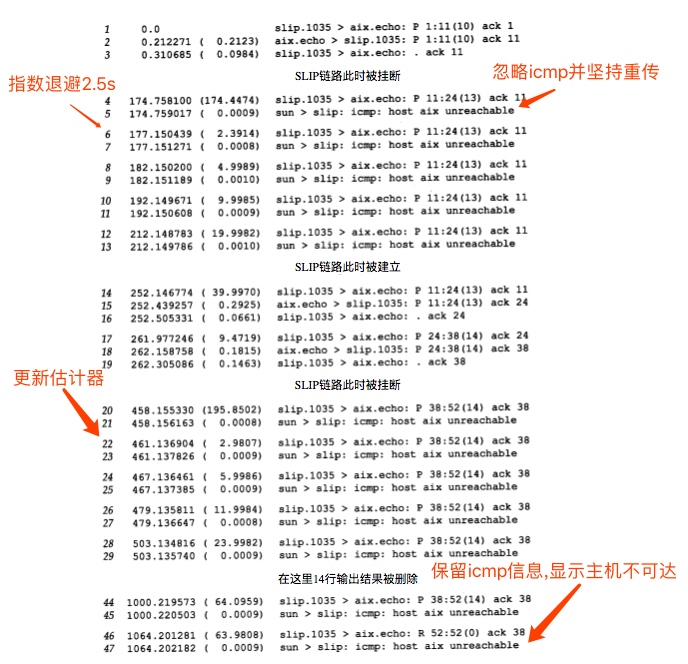 1 0.0 slip.1035 > aix.echo: P 1:11(10) ack 1
2 0.212271 ( 0.2123) aix.echo > slip.1035: P 1:11(10) ack 11
3 0.310685 ( 0.0984) slip.1035 > aix.echo: . ack 11
SLIP链路此时被挂断
指数退避2.5s
忽略icmp并坚持重传
4 174.758100 (174.4474) slip.1035 > aix.echo: P 11:24(13) ack 11
5 174.759017 ( 0.0009) sun > slip: icmp: host aix unreachable
6 177.150439 ( 2.3914) slip.1035 > aix.echo: P 11:24(13) ack 11
7 177.151271 ( 0.0008) sun > slip: icmp: host aix unreachable
8 182.150200 ( 4.9989) slip.1035 > aix.echo: P 11:24(13) ack 11
9 182.151189 ( 0.0010) sun > slip: icmp: host aix unreachable
10 192.149671 ( 9.9985) slip.1035 > aix.echo: P 11:24(13) ack 11
11 192.150608 ( 0.0009) sun > slip: icmp: host aix unreachable
12 212.148783 ( 19.9982) slip.1035 > aix.echo: P 11:24(13) ack 11
13 212.149786 ( 0.0010) sun > slip: icmp: host aix unreachable
SLIP链路此时被建立
14 252.146774 ( 39.9970) slip.1035 > aix.echo: P 11:24(13) ack 11
15 252.439257 ( 0.2925) aix.echo > slip.1035: P 11:24(13) ack 24
16 252.505331 ( 0.0661) slip.1035 > aix.echo: . ack 24
17 261.977246 ( 9.4719) slip.1035 > aix.echo: P 24:38(14) ack 24
18 262.158758 ( 0.1815) aix.echo > slip.1035: P 24:38(14) ack 38
19 262.305086 ( 0.1463) slip.1035 > aix.echo: . ack 38
更新估计器
SLIP链路此时被挂断
20 458.155330 (195.8502) slip.1035 > aix.echo: P 38:52(14) ack 38
21 458.156163 ( 0.0008) sun > slip: icmp: host aix unreachable
22 461.136904 ( 2.9807) slip.1035 > aix.echo: P 38:52(14) ack 38
23 461.137826 ( 0.0009) sun > slip: icmp: host aix unreachable
24 467.136461 ( 5.9986) slip.1035 > aix.echo: P 38:52(14) ack 38
25 467.137385 ( 0.0009) sun > slip: icmp: host aix unreachable
26 479.135811 ( 11.9984) slip.1035 > aix.echo: P 38:52(14) ack 38
27 479.136647 ( 0.0008) sun > slip: icmp: host aix unreachable
28 503.134816 ( 23.9982) slip.1035 > aix.echo: P 38:52(14) ack 38
29 503.135740 ( 0.0009) sun > slip: icmp: host aix unreachable
在这里14行输出结果被删除
保留icmp信息,显示主机不可达
44 1000.219573 ( 64.0959) slip.1035 > aix.echo: P 38:52(14) ack 38
45 1000.220503 ( 0.0009) sun > slip: icmp: host aix unreachable
46 1064.201281 ( 63.9808) slip.1035 > aix.echo: R 52:52(0) ack 38
47 1064.202182 ( 0.0009) sun > slip: icmp: host aix unreachable